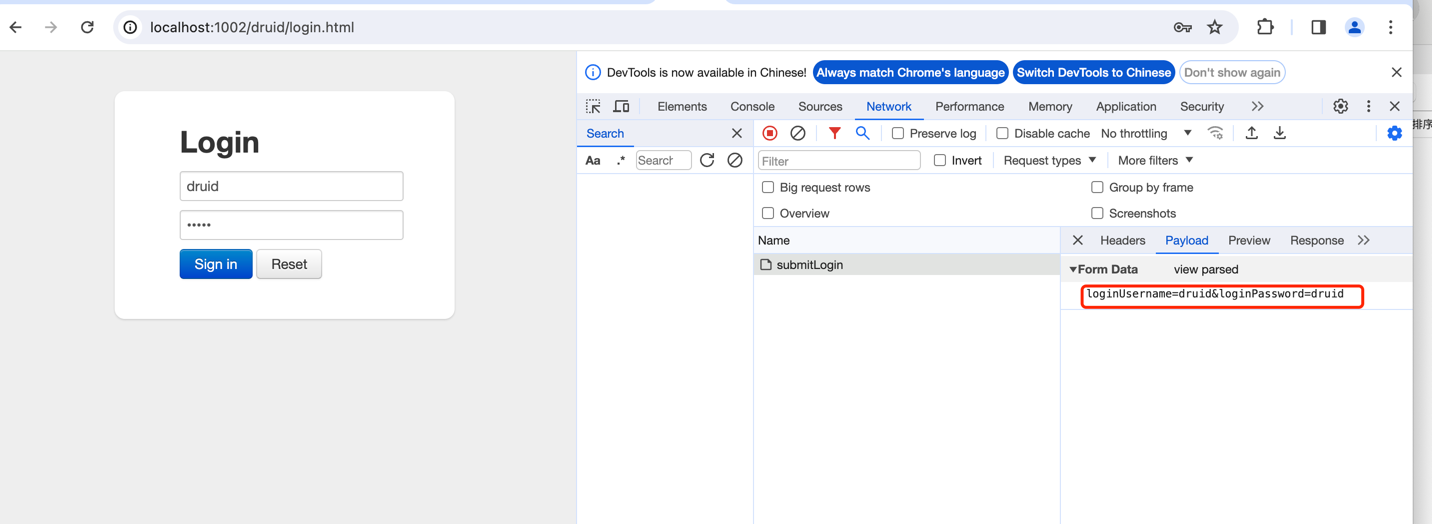 localhost:1002/druid/login.html
DevTools is now available in Chinese! Always match Chrome's language Switch DevTools to Chinese Don't show again
Elements Console Sources Network Performance Memory Application Security
Search
Preserve log Disable cache No throttling
排序
Aa .* Search
Filter Invert Request types More filters
Big request rows Group by frame
Overview Screenshots
Name
Headers Payload Preview Response
submitLogin
Form Data view parsed
loginUsername=druid&loginPassword=druid
Login
druid
•••••
Sign in Reset